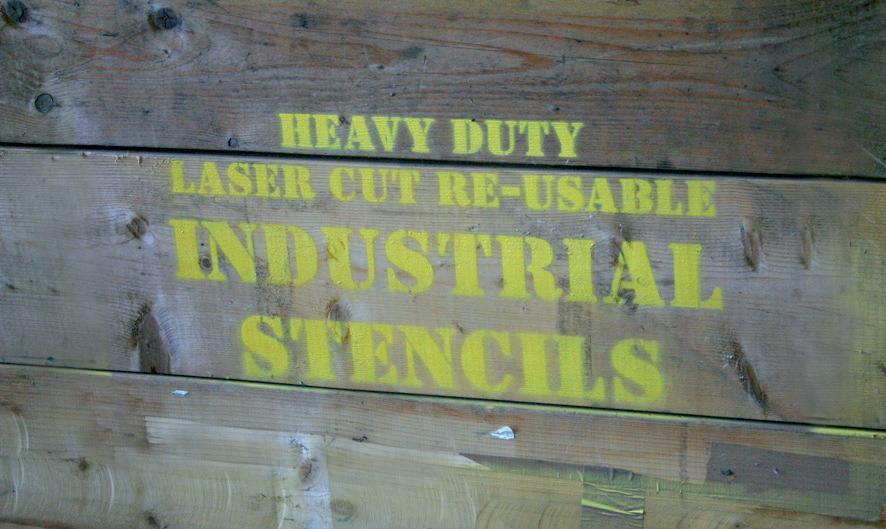 HEAVY DUTY
LASER CUT RE-USABLE
INDUSTRIAL
STENCILS